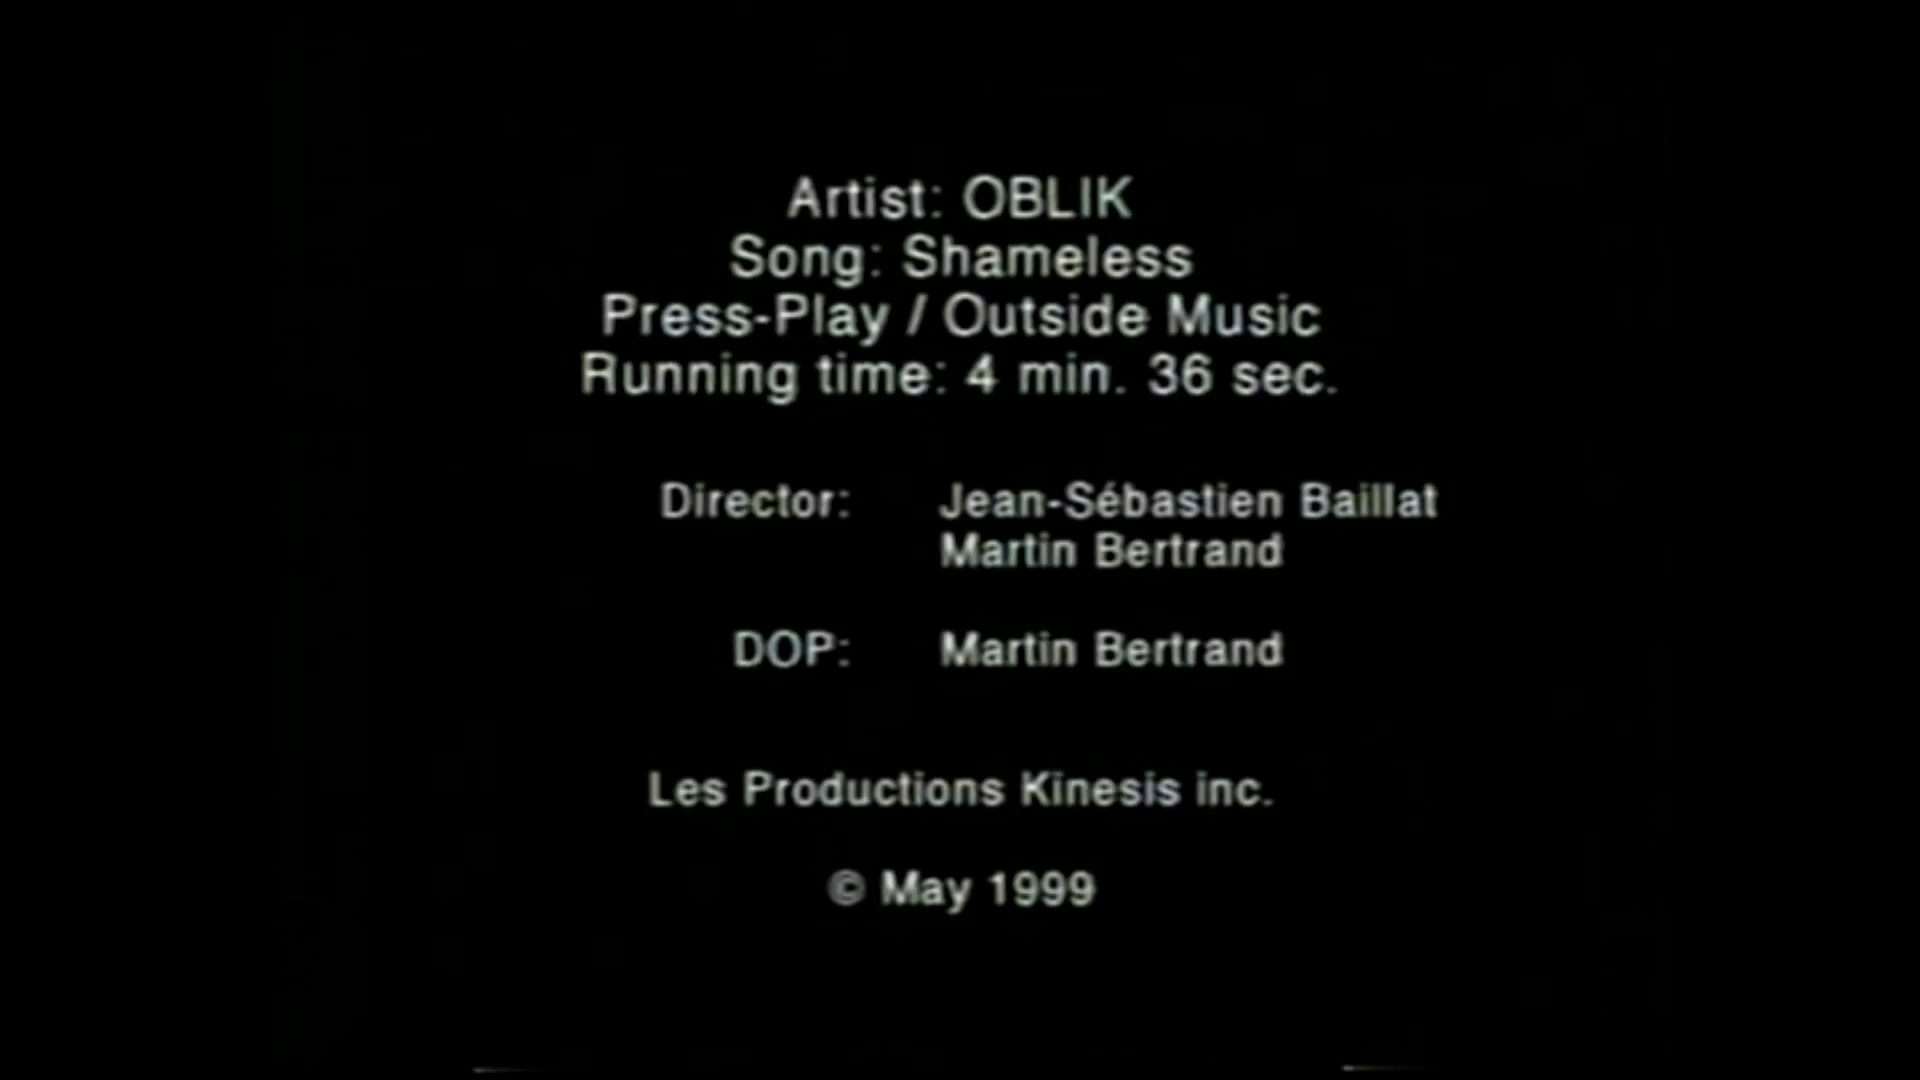 Artist: OBLIK
Song: Shameless
Press-Play / Outside Music
Running time: 4 min. 36 sec.
Director: Jean-Sébastien Baillat
Martin Bertrand
DOP: Martin Bertrand
Les Productions Kinesis inc.
© May 1999